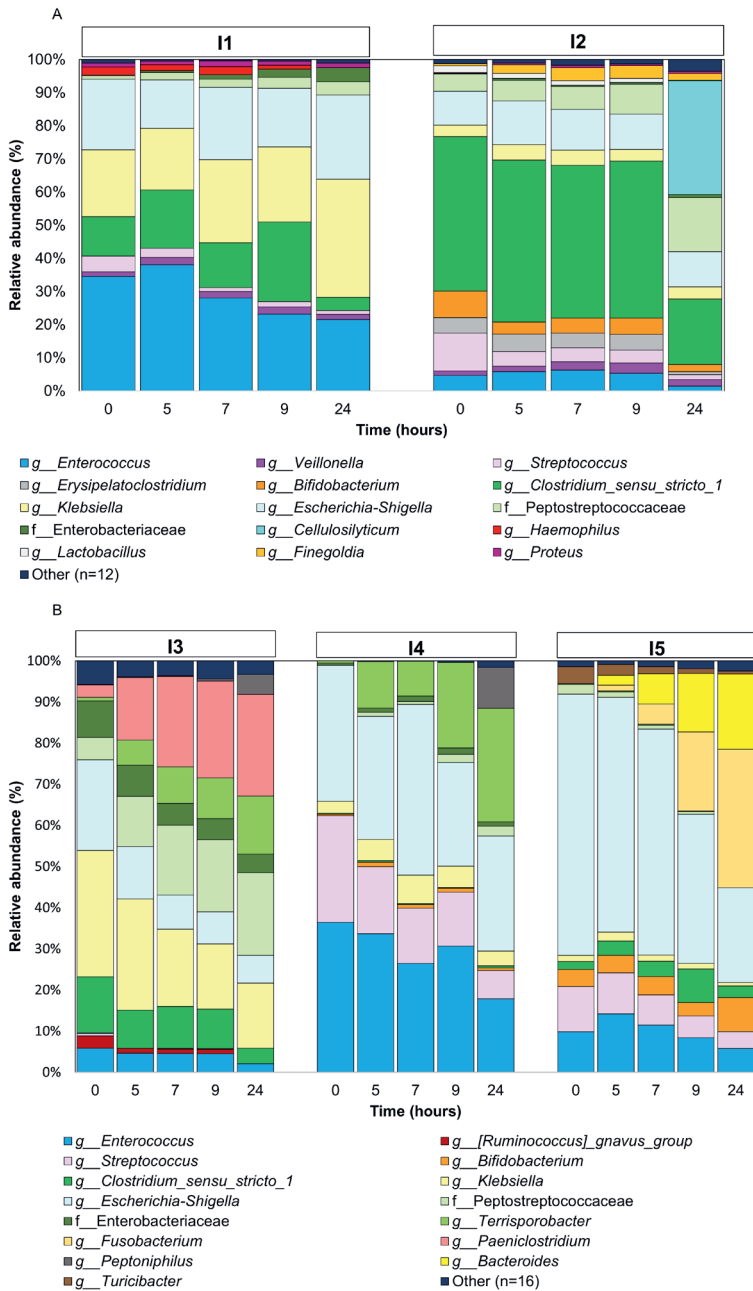 A
I1 I2
100%
90%
80%
70%
60%
50%
40%
30%
20%
10%
0%
Relative abundance (%)
0 5 7 9 24 0 5 7 9 24
Time (hours)
g__Enterococcus g__Veillonella g__Streptococcus
g__Erysipelatoclostridium g__Bifidobacterium g__Clostridium_sensu_stricto_1
g__Klebsiella g__Escherichia-Shigella f__Peptostreptococcaceae
f__Enterobacteriaceae g__Cellulosilyticum g__Haemophilus
g__Lactobacillus g__Finegoldia g__Proteus
Other (n=12)
B
I3 I4 I5
100%
90%
80%
70%
60%
50%
40%
30%
20%
10%
0%
Relative abundance (%)
0 5 7 9 24 0 5 7 9 24 0 5 7 9 24
Time (hours)
g__Enterococcus g__[Ruminococcus]_gnavus_group
g__Streptococcus g__Bifidobacterium
g__Clostridium_sensu_stricto_1 g__Klebsiella
g__Escherichia-Shigella f__Peptostreptococcaceae
f__Enterobacteriaceae g__Terrisporobacter
g__Fusobacterium g__Paeniclostridium
g__Peptoniphilus g__Bacteroides
g__Turicibacter Other (n=16)